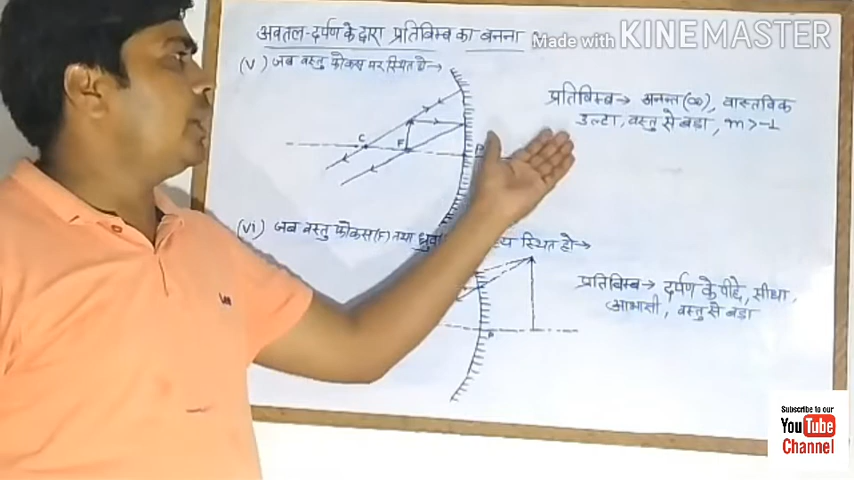 अवतल-दर्पण के द्वारा प्रतिबिम्ब का बनना
Made with KINEMASTER
(v) जब वस्तु फोकस पर स्थित हो→
प्रतिबिम्ब→ अनन्त(∞), वास्तविक
उल्टा, वस्तु से बड़ा, m>-1
C
F
P
(vi) जब वस्तु फोकस(F) तथा ध्रुव स्थित हो→
प्रतिबिम्ब→ दर्पण के पीछे, सीधा,
आभासी, वस्तु से बड़ा
P
Subscribe to our
YouTube
Channel